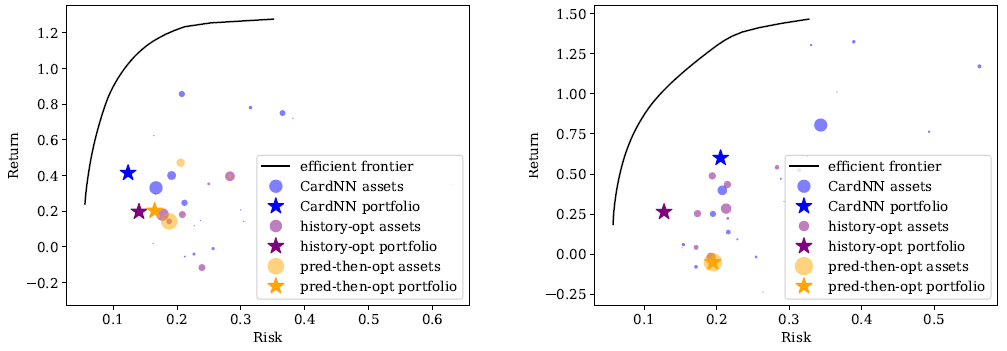 1.2
1.0
0.8
0.6
0.4
0.2
0.0
−0.2
Return
0.1
0.2
0.3
0.4
0.5
0.6
Risk
efficient frontier
CardNN assets
CardNN portfolio
history-opt assets
history-opt portfolio
pred-then-opt assets
pred-then-opt portfolio
1.50
1.25
1.00
0.75
0.50
0.25
0.00
−0.25
Return
0.1
0.2
0.3
0.4
0.5
Risk
efficient frontier
CardNN assets
CardNN portfolio
history-opt assets
history-opt portfolio
pred-then-opt assets
pred-then-opt portfolio